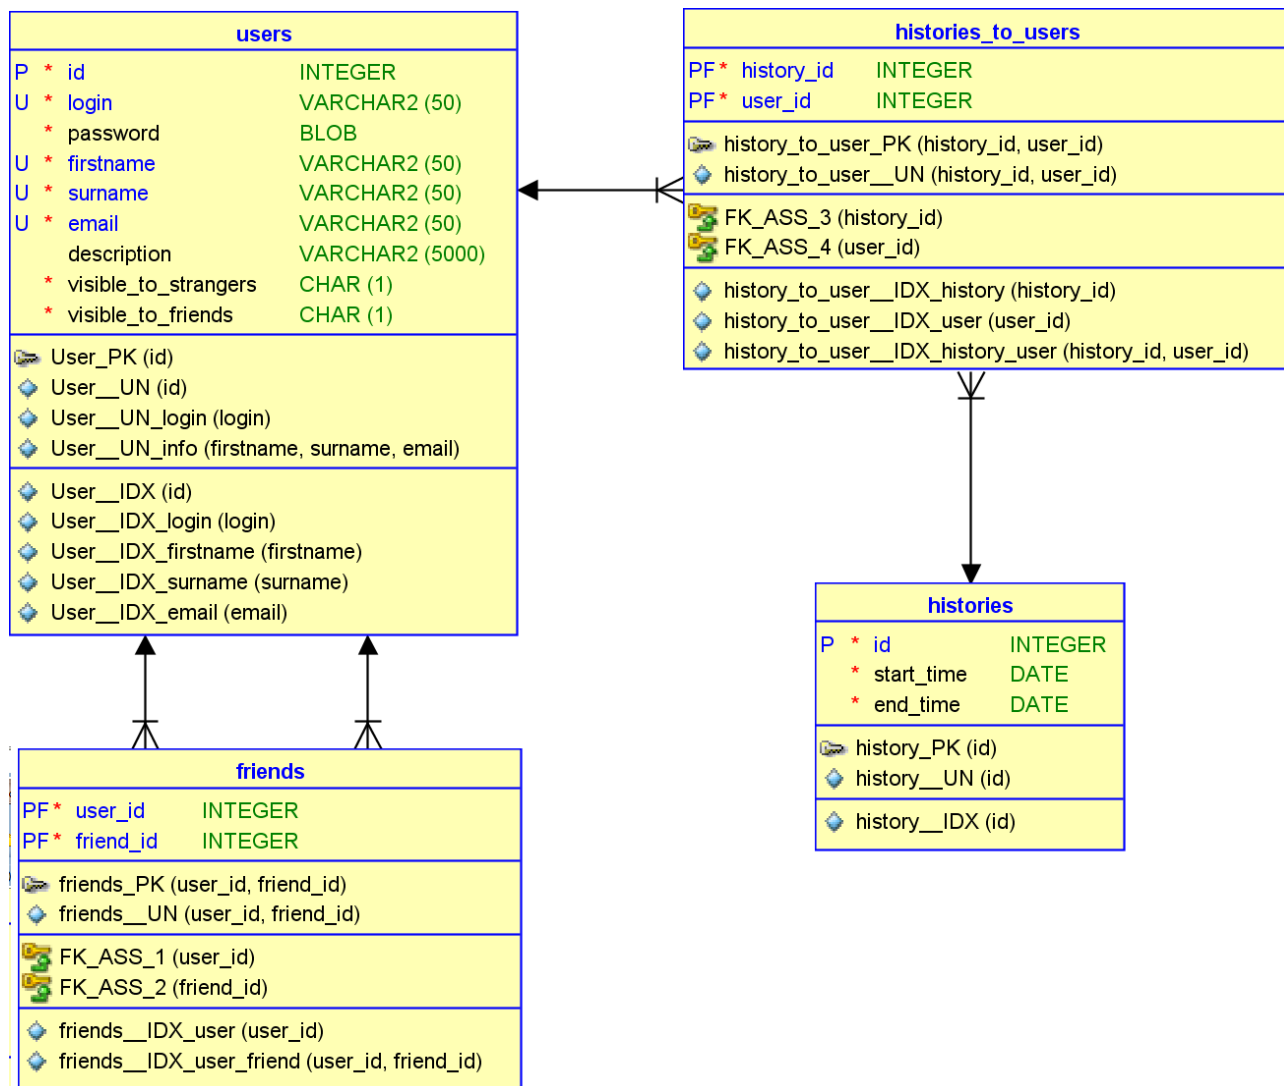 users
P * id INTEGER
U * login VARCHAR2 (50)
* password BLOB
U * firstname VARCHAR2 (50)
U * surname VARCHAR2 (50)
U * email VARCHAR2 (50)
description VARCHAR2 (5000)
* visible_to_strangers CHAR (1)
* visible_to_friends CHAR (1)
User_PK (id)
User__UN (id)
User__UN_login (login)
User__UN_info (firstname, surname, email)
User__IDX (id)
User__IDX_login (login)
User__IDX_firstname (firstname)
User__IDX_surname (surname)
User__IDX_email (email)
histories_to_users
PF * history_id INTEGER
PF * user_id INTEGER
history_to_user_PK (history_id, user_id)
history_to_user__UN (history_id, user_id)
FK_ASS_3 (history_id)
FK_ASS_4 (user_id)
history_to_user__IDX_history (history_id)
history_to_user__IDX_user (user_id)
history_to_user__IDX_history_user (history_id, user_id)
histories
P * id INTEGER
* start_time DATE
* end_time DATE
history_PK (id)
history__UN (id)
history__IDX (id)
friends
PF * user_id INTEGER
PF * friend_id INTEGER
friends_PK (user_id, friend_id)
friends__UN (user_id, friend_id)
FK_ASS_1 (user_id)
FK_ASS_2 (friend_id)
friends__IDX_user (user_id)
friends__IDX_user_friend (user_id, friend_id)